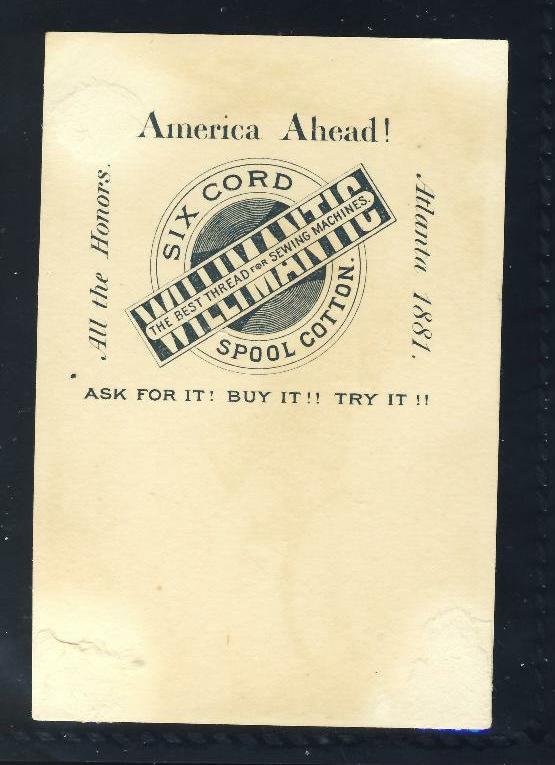 America Ahead!
All the Honors.
Atlanta 1881.
SIX CORD
WILLIMANTIC
THE BEST THREAD FOR SEWING MACHINES.
WILLIMANTIC
SPOOL COTTON.
ASK FOR IT! BUY IT!! TRY IT!!